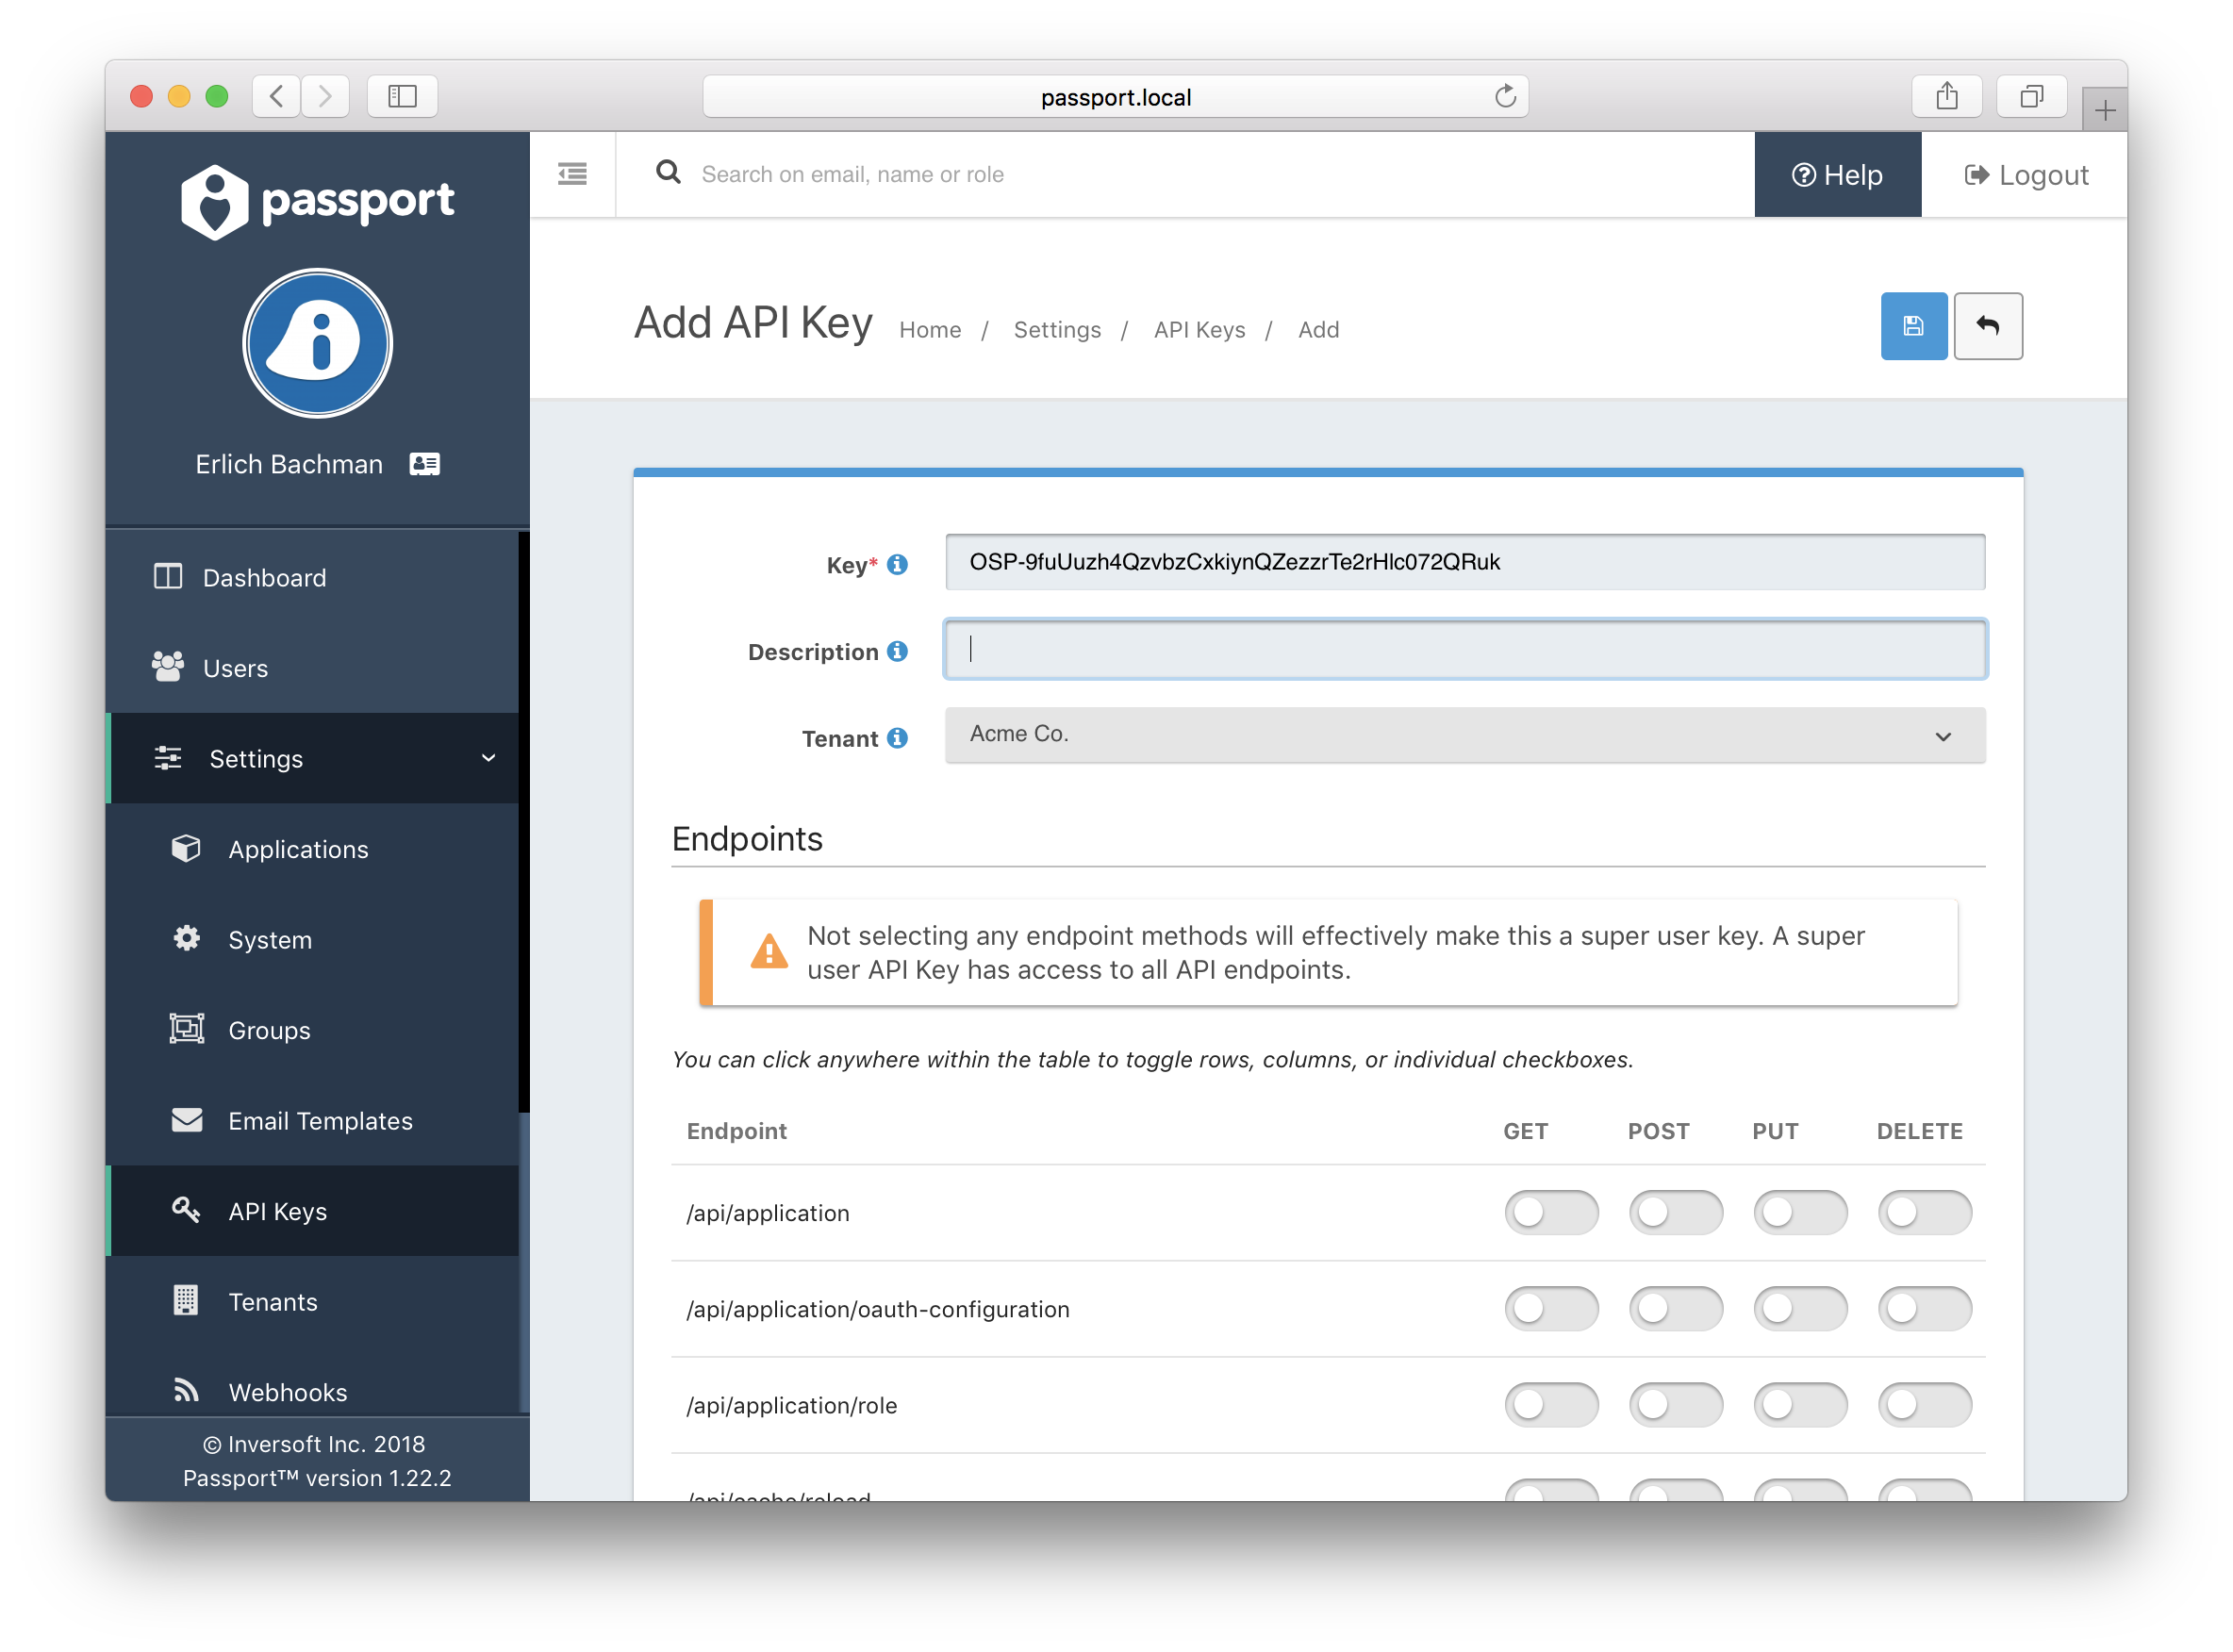 passport.local
passport
Search on email, name or role
Help
Logout
Add API Key
Home / Settings / API Keys / Add
Erlich Bachman
Dashboard
Users
Settings
Applications
System
Groups
Email Templates
API Keys
Tenants
Webhooks
© Inversoft Inc. 2018
Passport™ version 1.22.2
Key* OSP-9fuUuzh4QzvbzCxkiynQZezzrTe2rHlc072QRuk
Description
Tenant Acme Co.
Endpoints
Not selecting any endpoint methods will effectively make this a super user key. A super
user API Key has access to all API endpoints.
You can click anywhere within the table to toggle rows, columns, or individual checkboxes.
Endpoint GET POST PUT DELETE
/api/application
/api/application/oauth-configuration
/api/application/role
/api/cache/reload